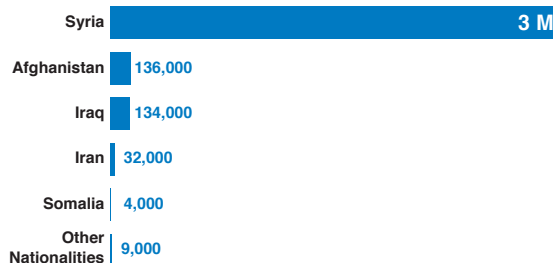 Syria 3 M
Afghanistan 136,000
Iraq 134,000
Iran 32,000
Somalia 4,000
Other
Nationalities 9,000